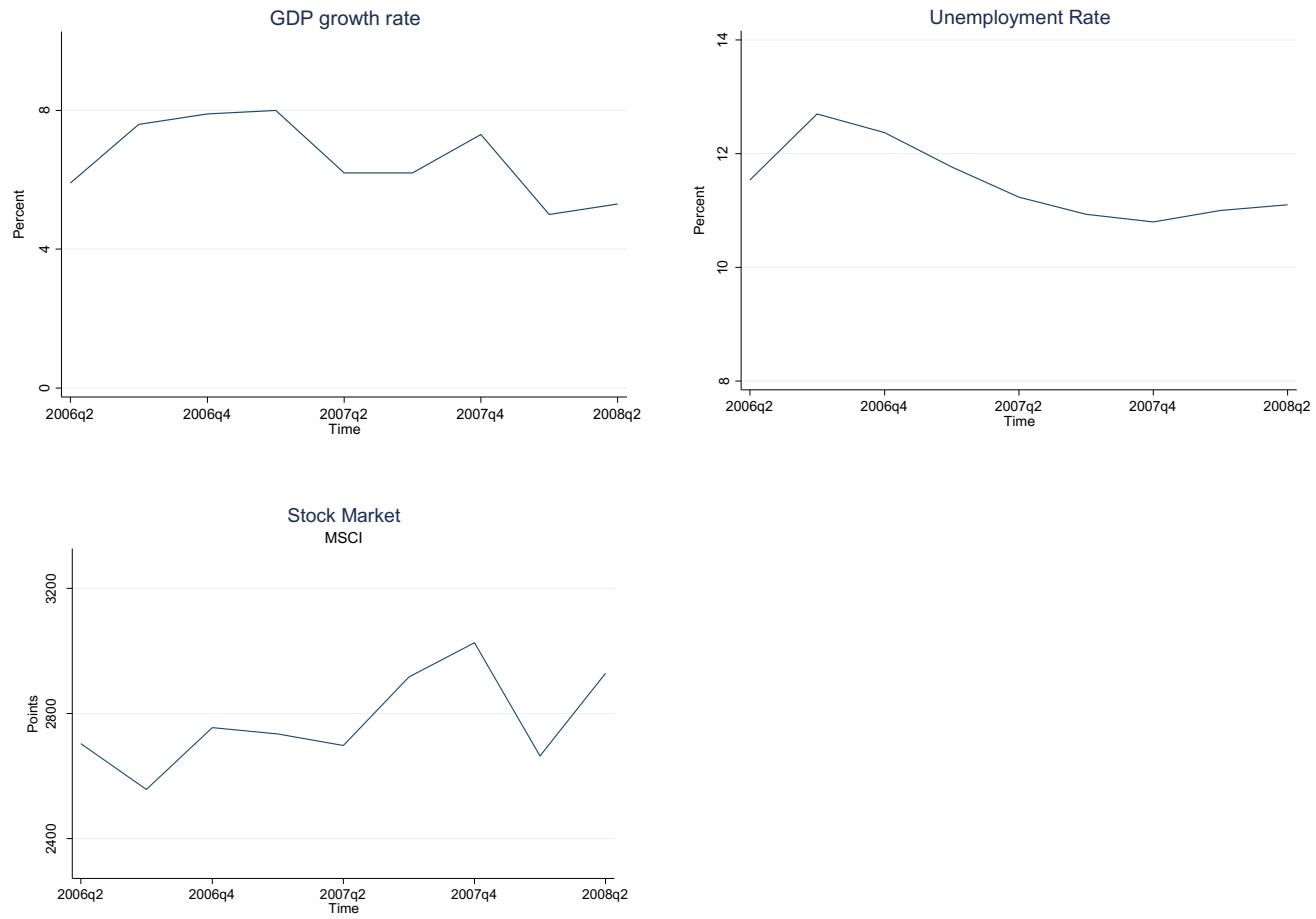 GDP growth rate
Percent
8
4
0
2006q2 2006q4 2007q2 2007q4 2008q2
Time
Unemployment Rate
Percent
14
12
10
8
2006q2 2006q4 2007q2 2007q4 2008q2
Time
Stock Market
MSCI
Points
3200
2800
2400
2006q2 2006q4 2007q2 2007q4 2008q2
Time